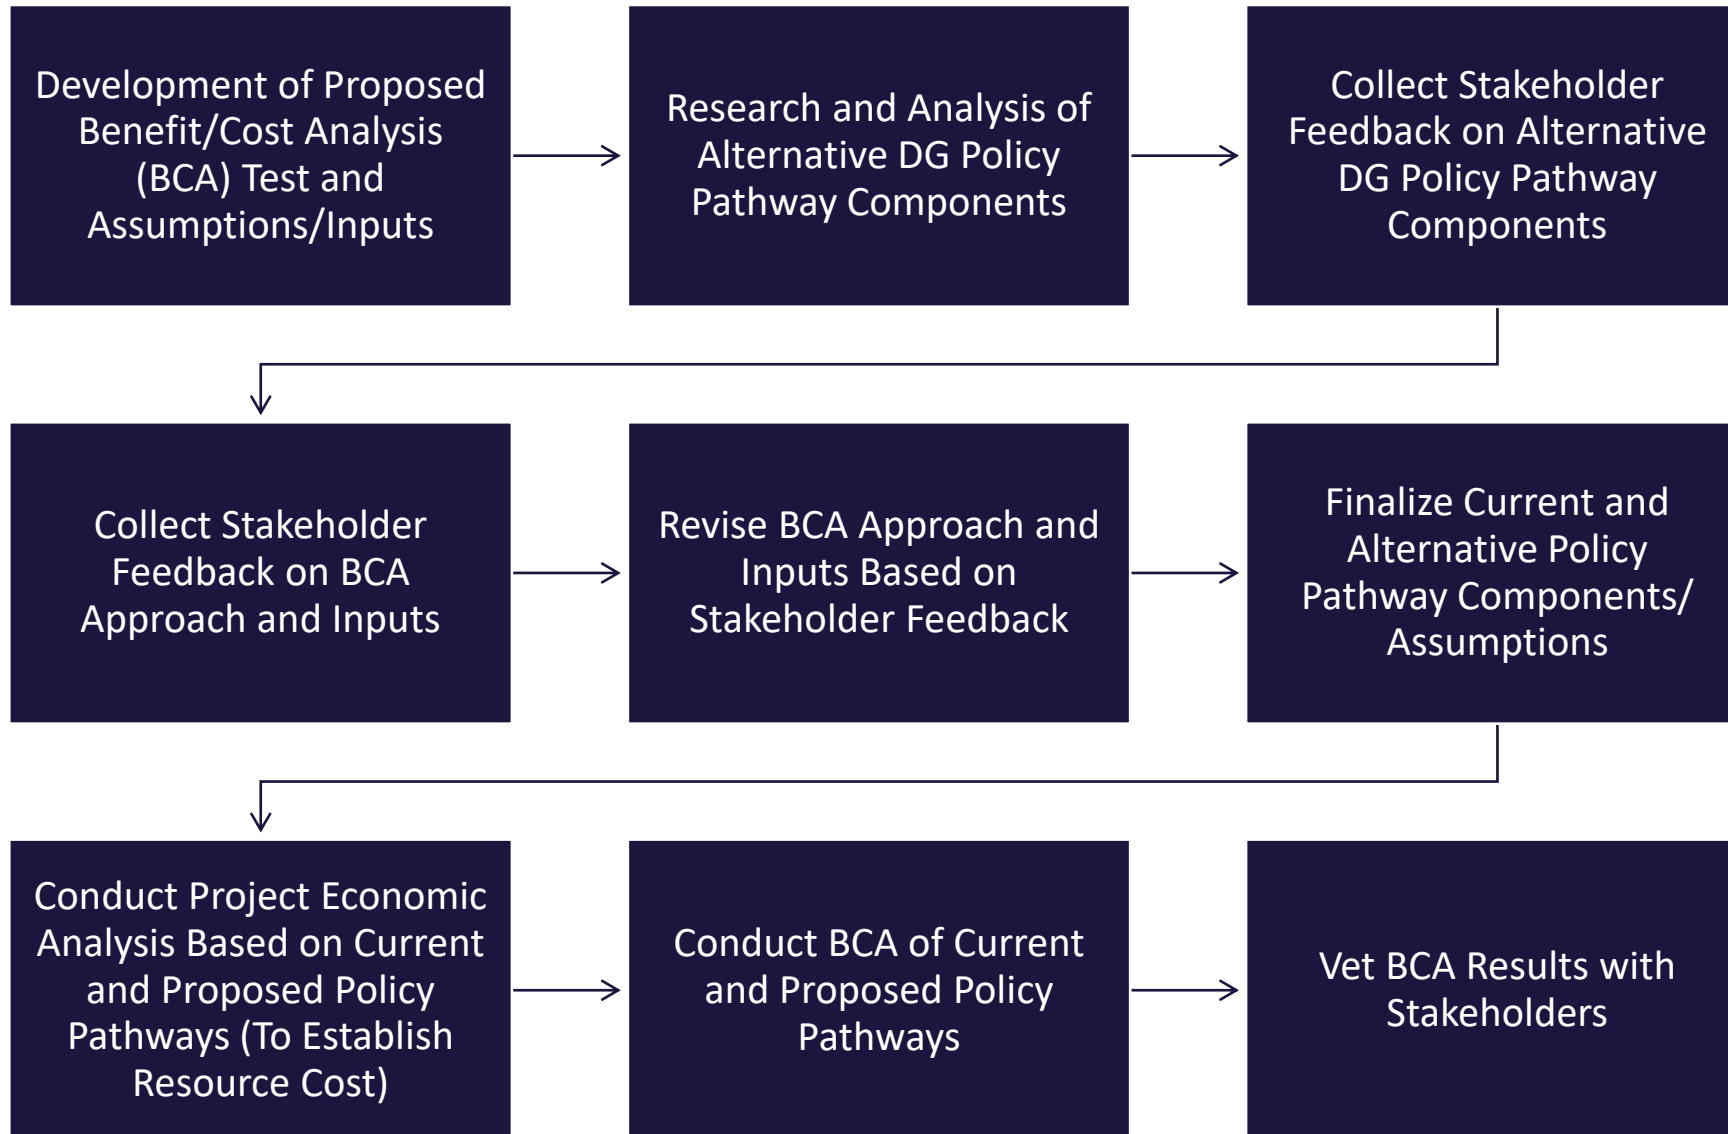 Development of Proposed
Benefit/Cost Analysis
(BCA) Test and
Assumptions/Inputs
Research and Analysis of
Alternative DG Policy
Pathway Components
Collect Stakeholder
Feedback on Alternative
DG Policy Pathway
Components
Collect Stakeholder
Feedback on BCA
Approach and Inputs
Revise BCA Approach and
Inputs Based on
Stakeholder Feedback
Finalize Current and
Alternative Policy
Pathway Components/
Assumptions
Conduct Project Economic
Analysis Based on Current
and Proposed Policy
Pathways (To Establish
Resource Cost)
Conduct BCA of Current
and Proposed Policy
Pathways
Vet BCA Results with
Stakeholders